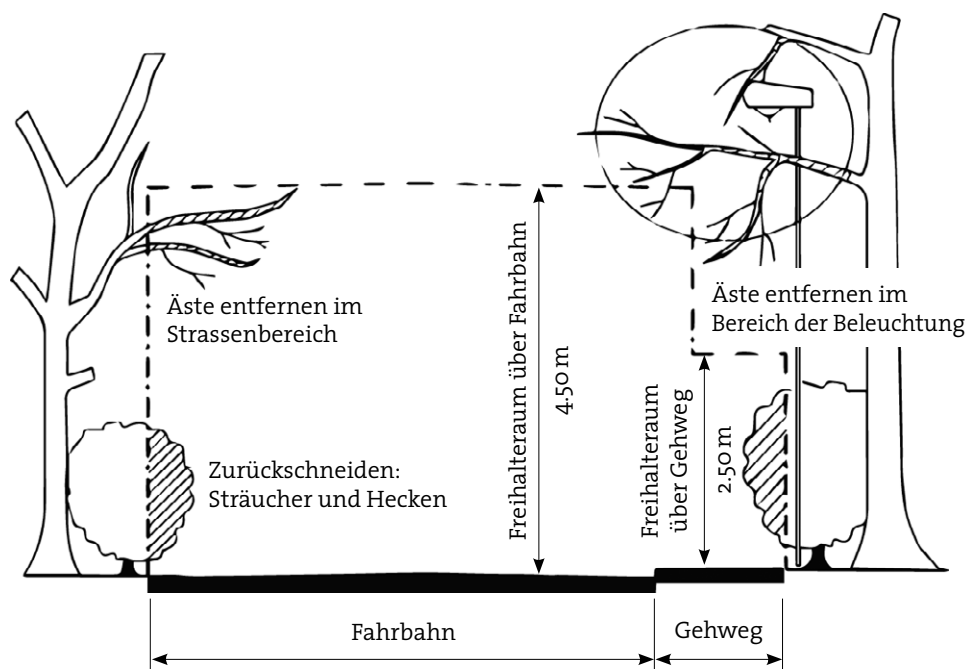 Äste entfernen im
Strassenbereich
Zurückschneiden:
Sträucher und Hecken
Freihalteraum über Fahrbahn
4.50 m
Freihalteraum
über Gehweg
2.50 m
Äste entfernen im
Bereich der Beleuchtung
Fahrbahn
Gehweg